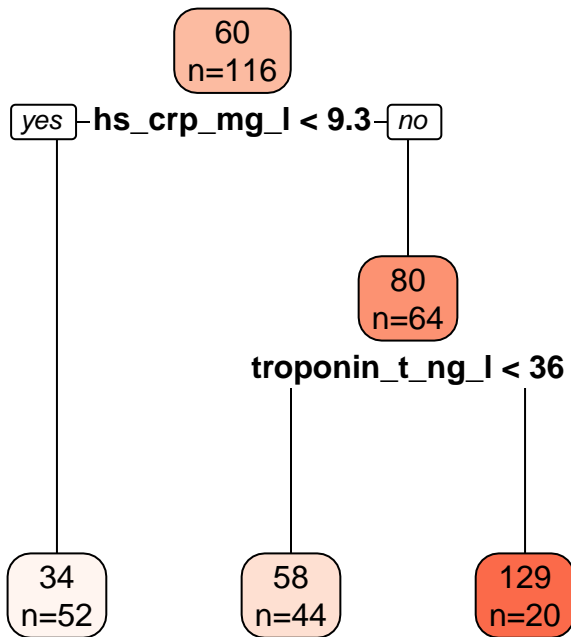 60
n=116
yes hs_crp_mg_l < 9.3 no
80
n=64
troponin_t_ng_l < 36
34
n=52
58
n=44
129
n=20